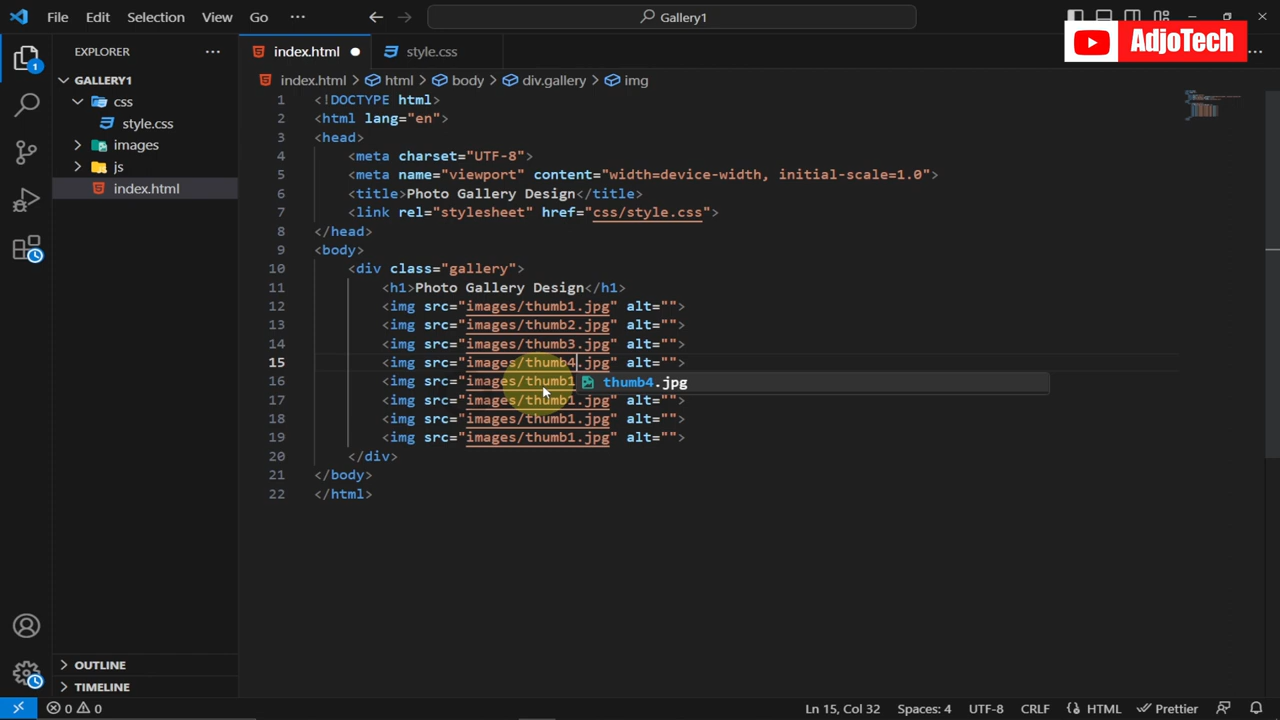 File Edit Selection View Go ··· Gallery1
AdjoTech
EXPLORER ···
index.html
style.css
GALLERY1
css
style.css
images
js
index.html
index.html > html > body > div.gallery > img
1 <!DOCTYPE html>
2 <html lang="en">
3 <head>
4 <meta charset="UTF-8">
5 <meta name="viewport" content="width=device-width, initial-scale=1.0">
6 <title>Photo Gallery Design</title>
7 <link rel="stylesheet" href="css/style.css">
8 </head>
9 <body>
10 <div class="gallery">
11 <h1>Photo Gallery Design</h1>
12 <img src="images/thumb1.jpg" alt="">
13 <img src="images/thumb2.jpg" alt="">
14 <img src="images/thumb3.jpg" alt="">
15 <img src="images/thumb4.jpg" alt="">
16 <img src="images/thumb1
thumb4.jpg
17 <img src="images/thumb1.jpg" alt="">
18 <img src="images/thumb1.jpg" alt="">
19 <img src="images/thumb1.jpg" alt="">
20 </div>
21 </body>
22 </html>
OUTLINE
TIMELINE
1
0 0 Ln 15, Col 32 Spaces: 4 UTF-8 CRLF HTML Prettier